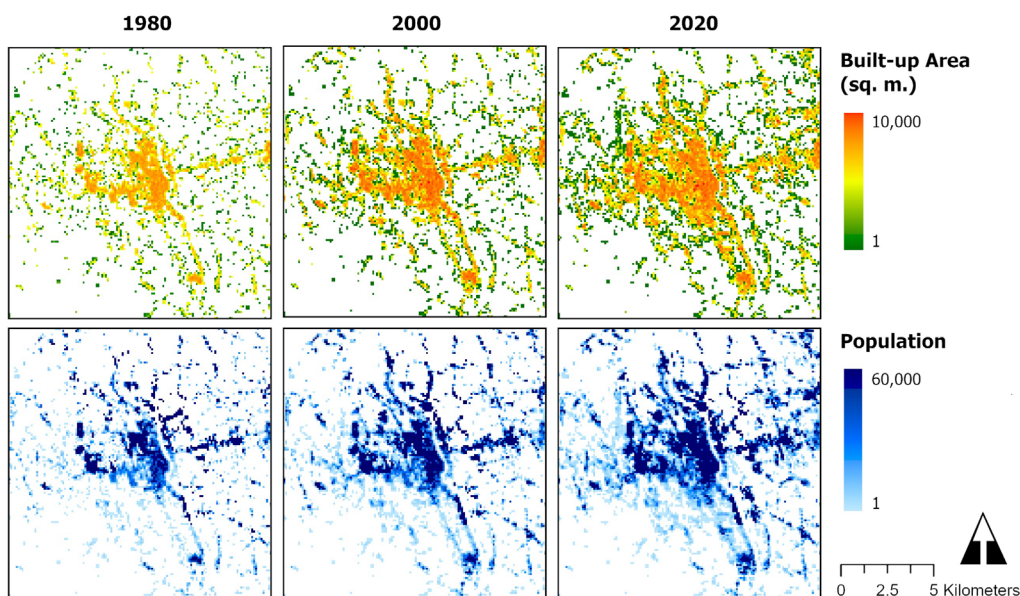 1980
2000
2020
Built-up Area
(sq. m.)
10,000
1
Population
60,000
1
0 2.5 5 Kilometers